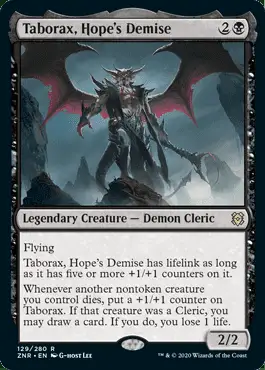 Taborax, Hope's Demise 2
Legendary Creature — Demon Cleric
Flying
Taborax, Hope's Demise has lifelink as long
as it has five or more +1/+1 counters on it.
Whenever another nontoken creature
you control dies, put a +1/+1 counter on
Taborax. If that creature was a Cleric, you
may draw a card. If you do, you lose 1 life.
2/2
129/280 R
ZNR • EN G-HOST LEE
™ & © 2020 Wizards of the Coast